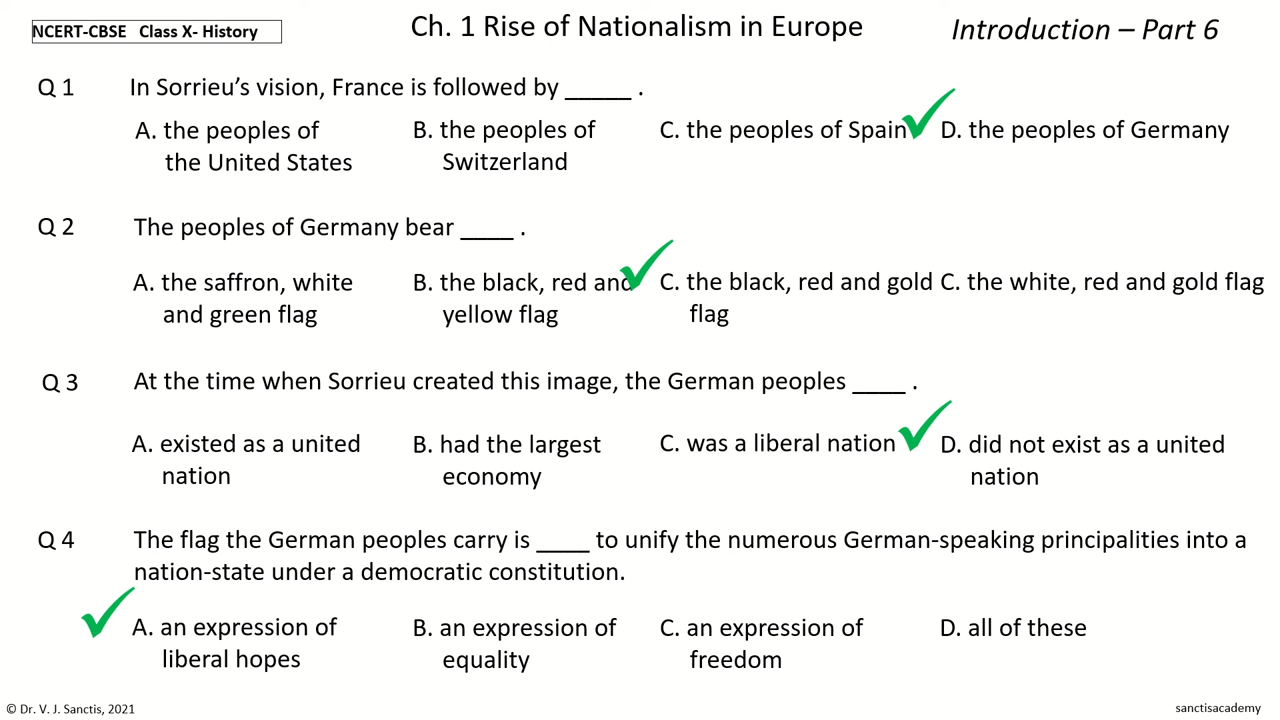 NCERT-CBSE Class X- History
Ch. 1 Rise of Nationalism in Europe
Introduction – Part 6
Q 1 In Sorrieu’s vision, France is followed by _____ .
A. the peoples of the United States
B. the peoples of Switzerland
C. the peoples of Spain
D. the peoples of Germany
Q 2 The peoples of Germany bear ____ .
A. the saffron, white and green flag
B. the black, red and yellow flag
C. the black, red and gold flag
C. the white, red and gold flag
Q 3 At the time when Sorrieu created this image, the German peoples ____ .
A. existed as a united nation
B. had the largest economy
C. was a liberal nation
D. did not exist as a united nation
Q 4 The flag the German peoples carry is ____ to unify the numerous German-speaking principalities into a
nation-state under a democratic constitution.
A. an expression of liberal hopes
B. an expression of equality
C. an expression of freedom
D. all of these
© Dr. V. J. Sanctis, 2021
sanctisacademy